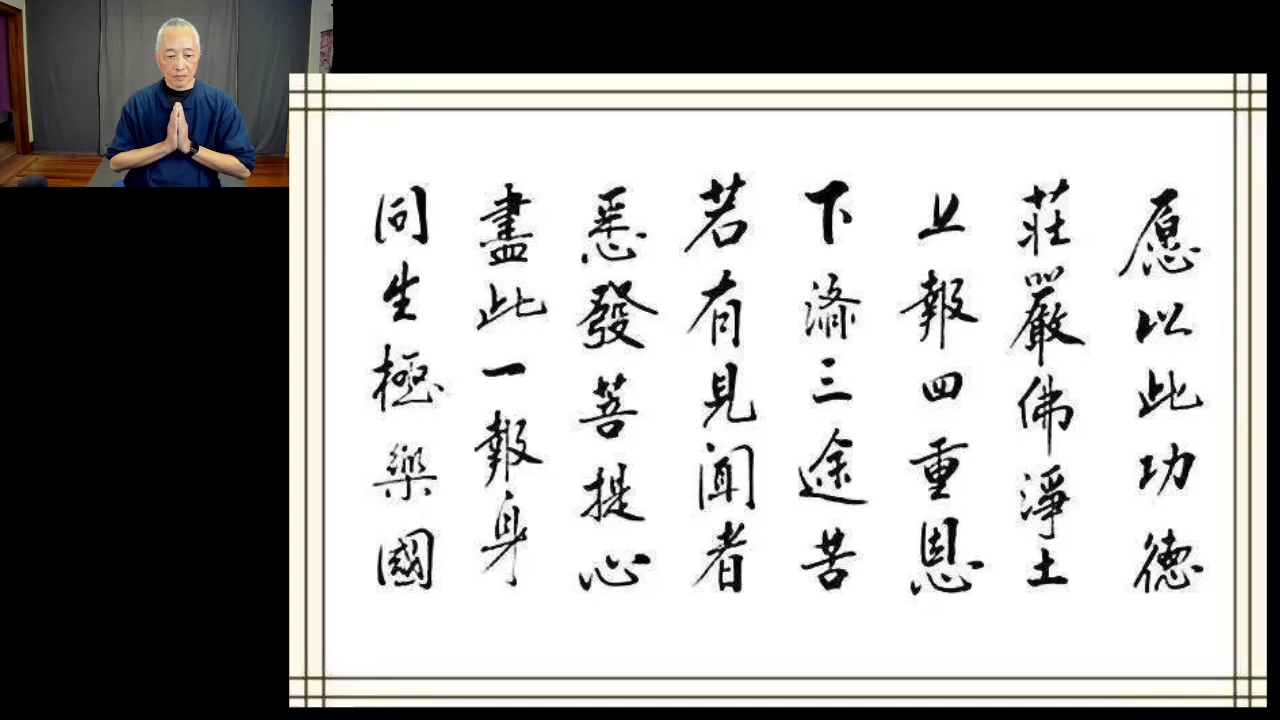 愿以此功德
莊嚴佛淨土
上報四重恩
下滌三途苦
若有見聞者
悉發菩提心
盡此一報身
同生極樂國